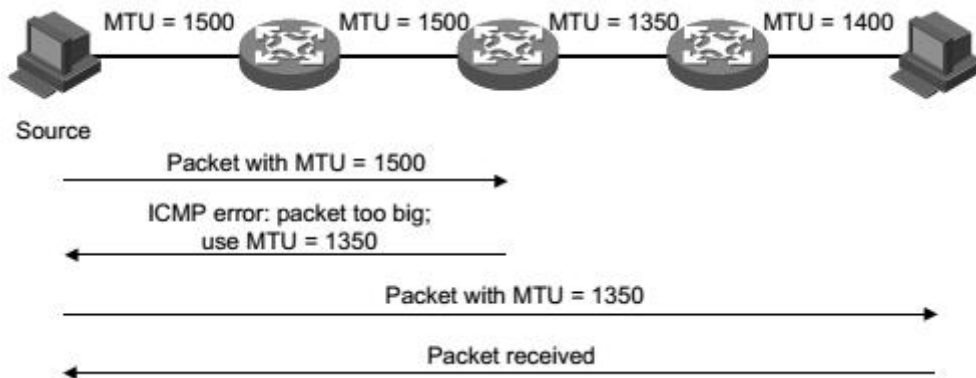 MTU = 1500 MTU = 1500 MTU = 1350 MTU = 1400
Source
Packet with MTU = 1500
ICMP error: packet too big;
use MTU = 1350
Packet with MTU = 1350
Packet received